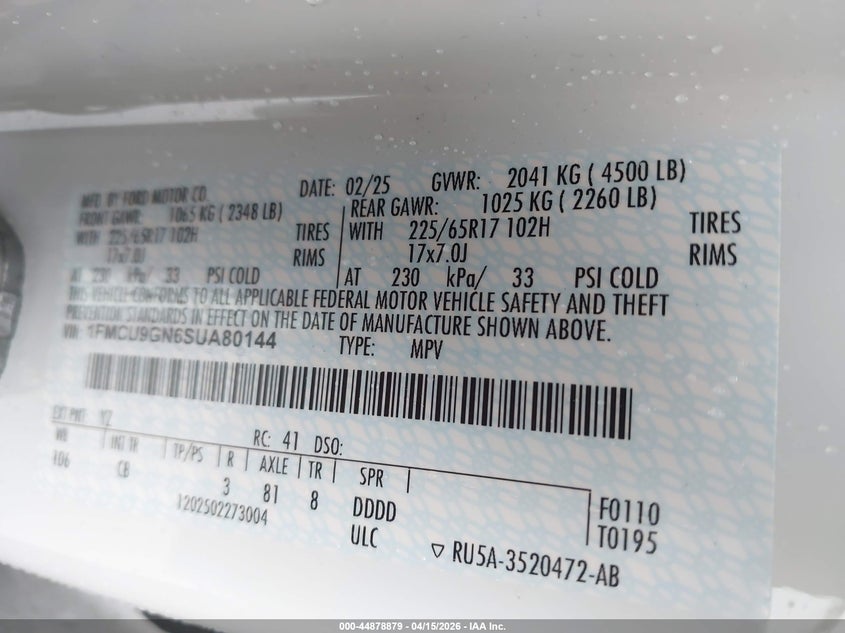 MFD. BY FORD MOTOR CO. DATE: 02/25 GVWR: 2041 KG ( 4500 LB)
FRONT GAWR: 1065 KG ( 2348 LB) REAR GAWR: 1025 KG ( 2260 LB)
WITH 225/65R17 102H TIRES WITH 225/65R17 102H TIRES
17x7.0J RIMS 17x7.0J RIMS
AT 230 kPa/ 33 PSI COLD AT 230 kPa/ 33 PSI COLD
THIS VEHICLE CONFORMS TO ALL APPLICABLE FEDERAL MOTOR VEHICLE SAFETY AND THEFT
PREVENTION STANDARDS IN EFFECT ON THE DATE OF MANUFACTURE SHOWN ABOVE.
VIN: 1FMCU9GN6SUA80144 TYPE: MPV
EXT PNT: YZ RC: 41 DSO:
WB INT TR TP/PS R AXLE TR SPR
106 CB 3 81 8 DDDD F0110
1202502273004 ULC T0195
RU5A-3520472-AB
000-44878879 - 04/15/2026 - IAA Inc.